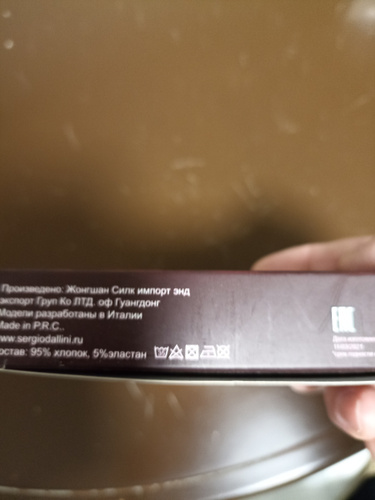 Произведено: Жонгшан Силк импорт энд
экспорт Груп Ко ЛТД. оф Гуангдонг
Модели разработаны в Италии
Made in P.R.C..
www.sergiodallini.ru
состав: 95% хлопок, 5%эластан
EAC